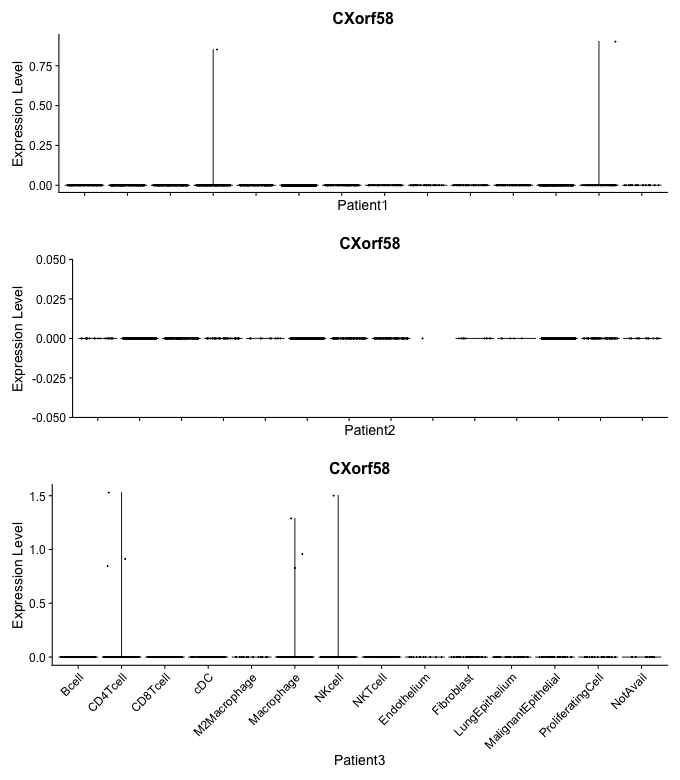 CXorf58
Expression Level
0.75
0.50
0.25
0.00
Patient1
CXorf58
Expression Level
0.050
0.025
0.000
-0.025
-0.050
Patient2
CXorf58
Expression Level
1.5
1.0
0.5
0.0
Bcell
CD4Tcell
CD8Tcell
cDC
M2Macrophage
Macrophage
NKcell
NKTcell
Endothelium
Fibroblast
LungEpithelium
MalignantEpithelial
ProliferatingCell
NotAvail
Patient3